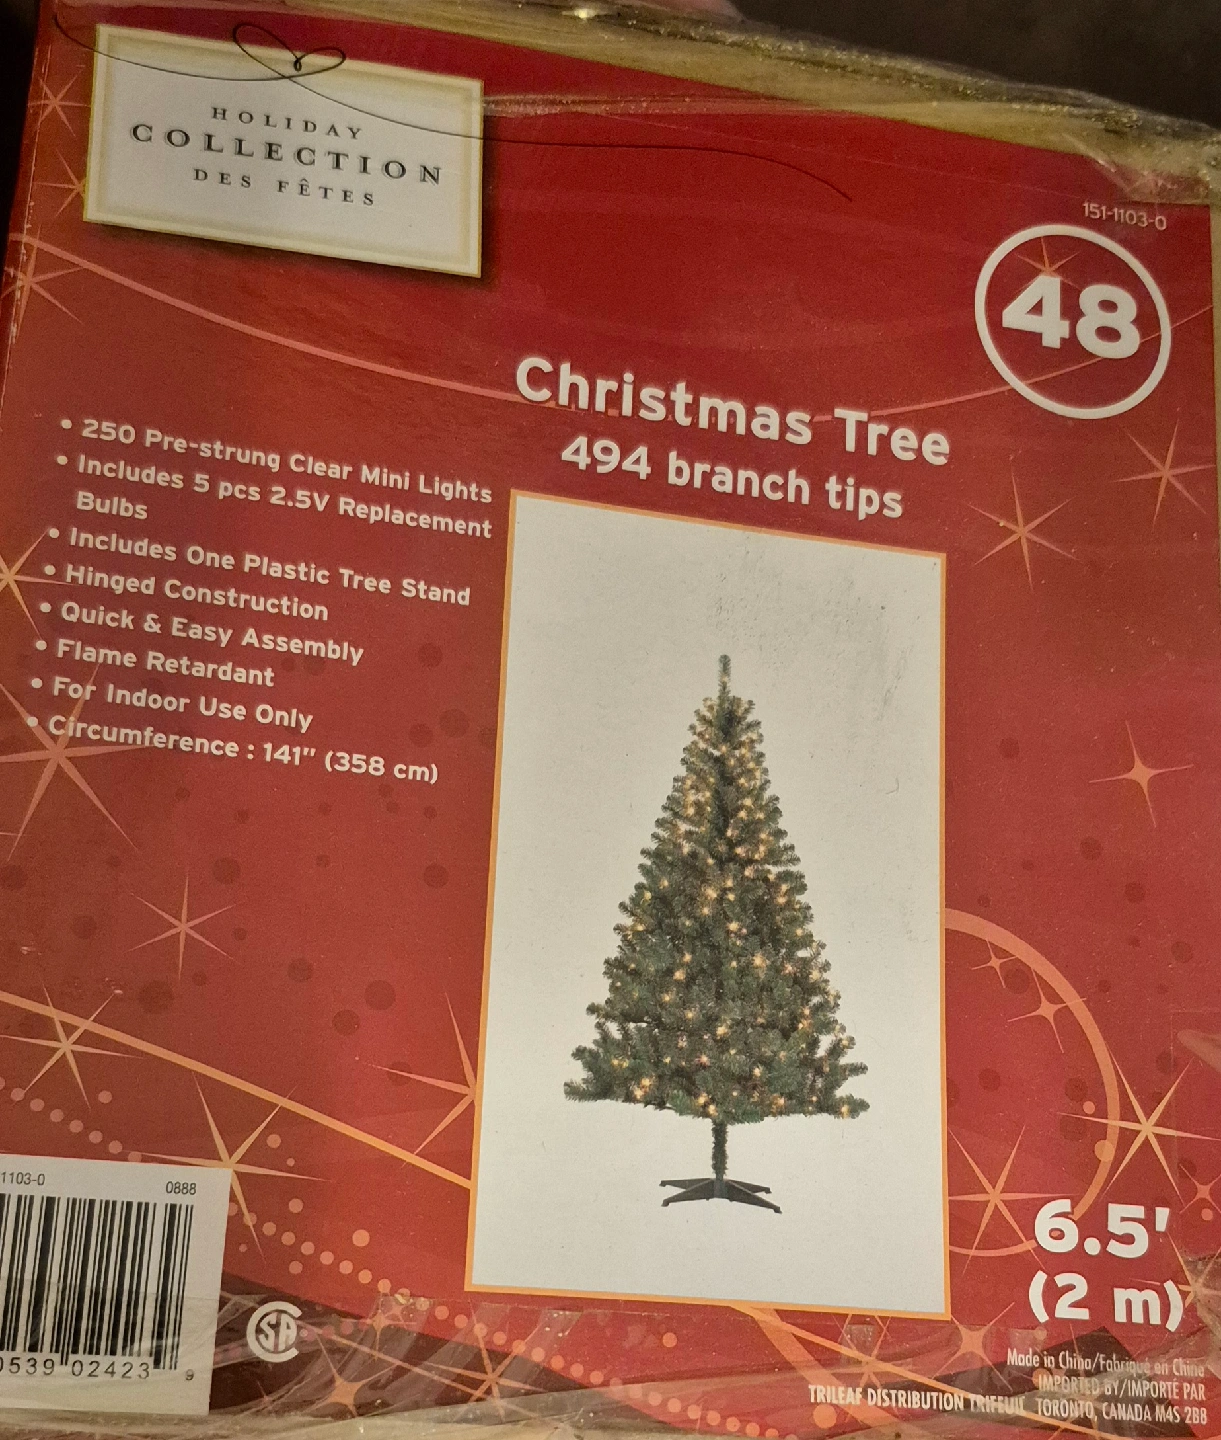 HOLIDAY
COLLECTION
DES FÊTES
151-1103-0
48
Christmas Tree
494 branch tips
• 250 Pre-strung Clear Mini Lights
• Includes 5 pcs 2.5V Replacement
Bulbs
• Includes One Plastic Tree Stand
• Hinged Construction
• Quick & Easy Assembly
• Flame Retardant
• For Indoor Use Only
• Circumference : 141" (358 cm)
1103-0
0888
0539 02423 9
SA
6.5'
(2 m)
Made in China/Fabriqué en Chine
IMPORTED BY/IMPORTÉ PAR
TRILEAF DISTRIBUTION TRIFEUIL TORONTO, CANADA M4S 2B8